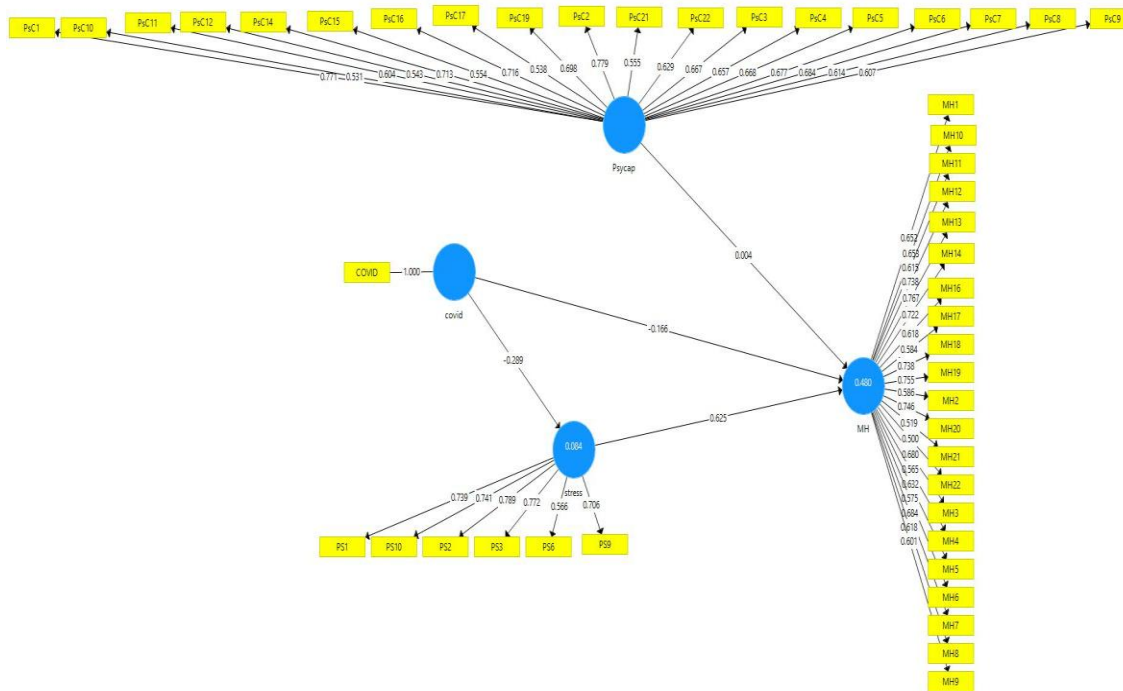 PsC1
PsC10
PsC11
PsC12
PsC14
PsC15
PsC16
PsC17
PsC19
PsC2
PsC21
PsC22
PsC3
PsC4
PsC5
PsC6
PsC7
PsC8
PsC9
0.771
0.531
0.604
0.543
0.713
0.554
0.716
0.538
0.698
0.779
0.555
0.629
0.667
0.657
0.668
0.677
0.684
0.614
0.607
Psycap
0.004
COVID
1.000
covid
-0.166
-0.289
0.625
0.084
stress
0.739
0.741
0.789
0.772
0.566
0.706
PS1
PS10
PS2
PS3
PS6
PS9
0.480
MH
0.652
0.653
0.615
0.738
0.767
0.722
0.618
0.584
0.738
0.755
0.586
0.746
0.519
0.500
0.680
0.565
0.632
0.575
0.684
0.618
0.601
MH1
MH10
MH11
MH12
MH13
MH14
MH16
MH17
MH18
MH19
MH2
MH20
MH21
MH22
MH3
MH4
MH5
MH6
MH7
MH8
MH9